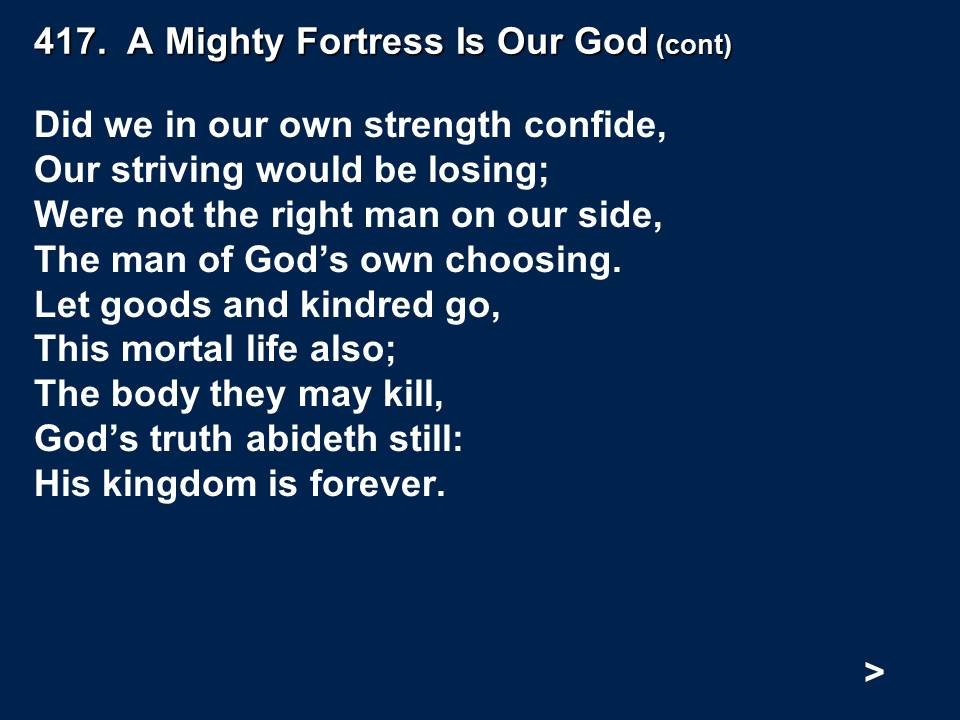 417. A Mighty Fortress Is Our God (cont)
Did we in our own strength confide,
Our striving would be losing;
Were not the right man on our side,
The man of God’s own choosing.
Let goods and kindred go,
This mortal life also;
The body they may kill,
God’s truth abideth still:
His kingdom is forever.
>